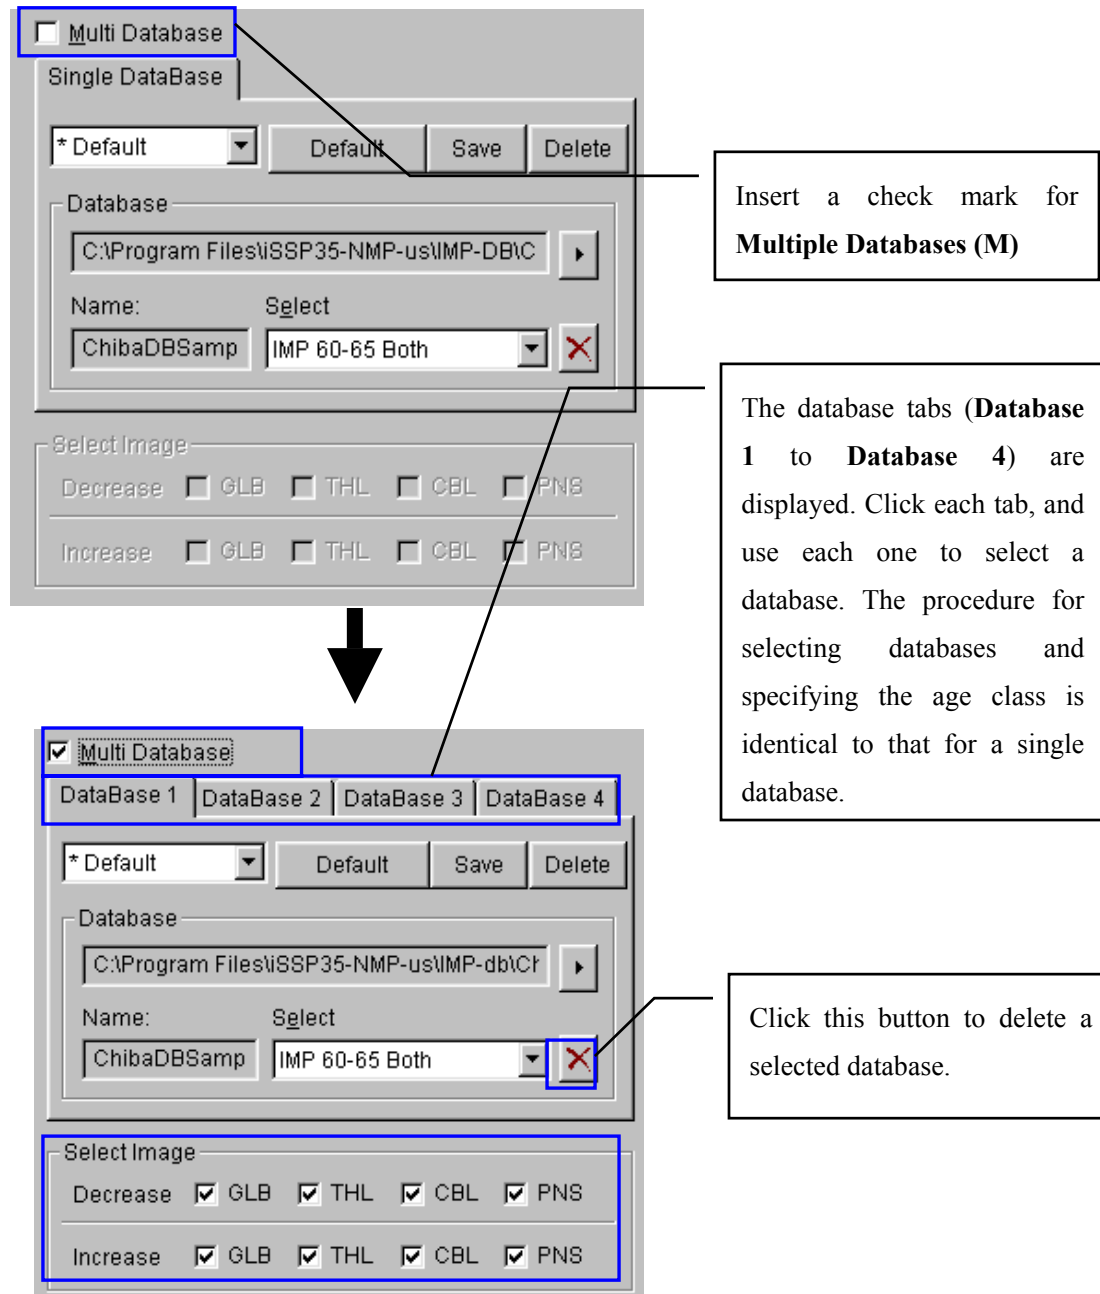 Multi Database
Single DataBase
* Default Default Save Delete
Database
C:\Program Files\iSSP35-NMP-us\IMP-DB\C
Name: Select
ChibaDBSamp IMP 60-65 Both
Select Image
Decrease GLB THL CBL PNS
Increase GLB THL CBL PNS
Insert a check mark for
Multiple Databases (M)
The database tabs (Database
1 to Database 4) are
displayed. Click each tab, and
use each one to select a
database. The procedure for
selecting databases and
specifying the age class is
identical to that for a single
database.
Multi Database
DataBase 1 DataBase 2 DataBase 3 DataBase 4
* Default Default Save Delete
Database
C:\Program Files\iSSP35-NMP-us\IMP-db\Ch
Name: Select
ChibaDBSamp IMP 60-65 Both
Click this button to delete a
selected database.
Select Image
Decrease GLB THL CBL PNS
Increase GLB THL CBL PNS